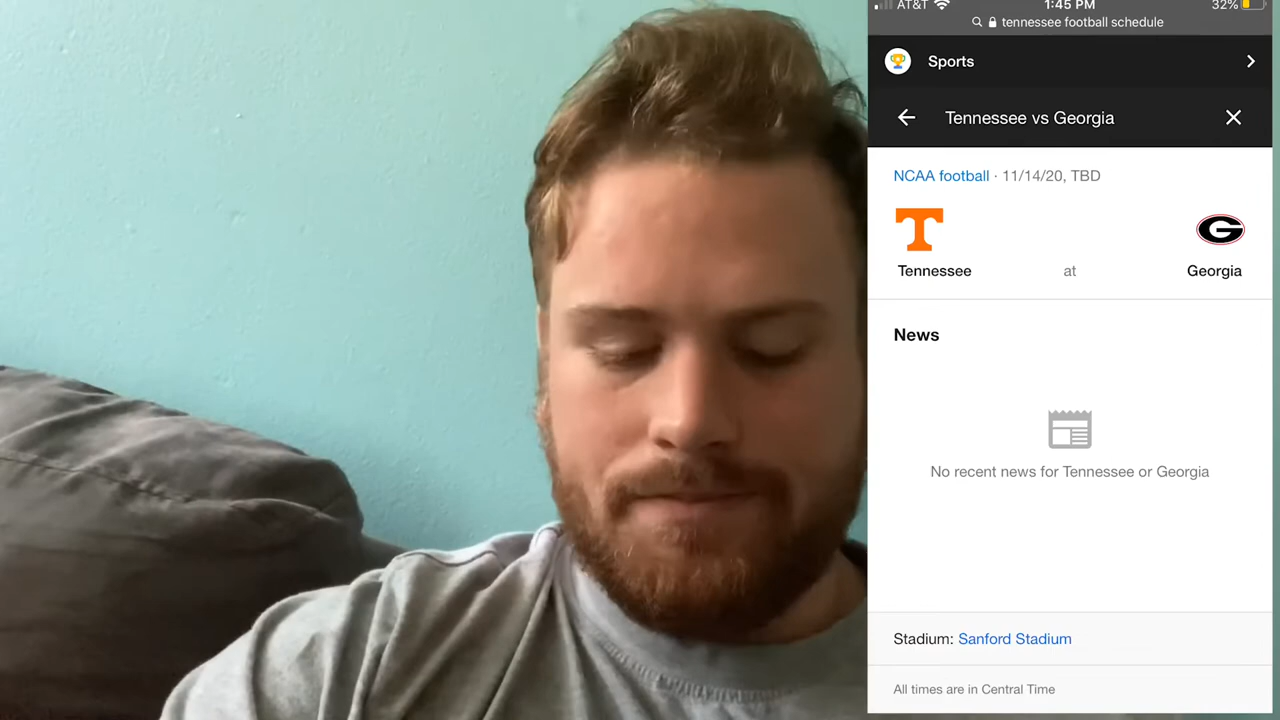 AT&T 1:45 PM 32%
tennessee football schedule
Sports
Tennessee vs Georgia
NCAA football · 11/14/20, TBD
T G
Tennessee at Georgia
News
No recent news for Tennessee or Georgia
Stadium: Sanford Stadium
All times are in Central Time